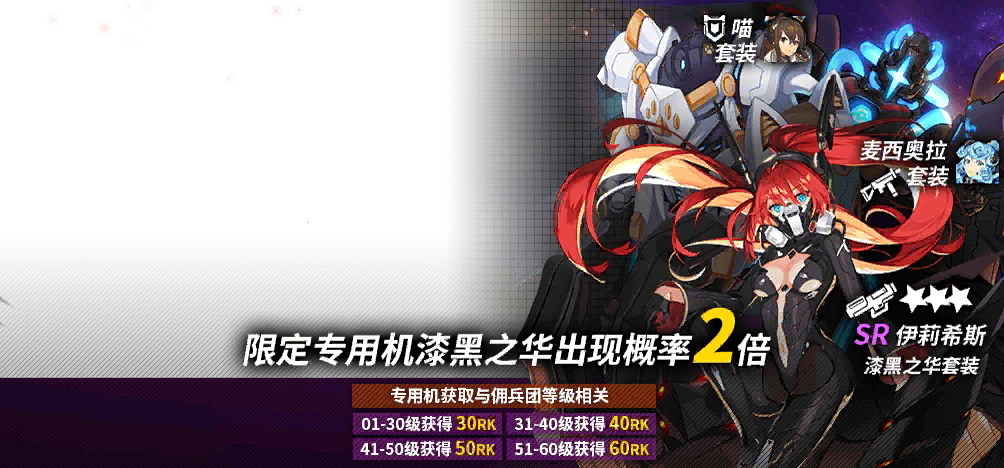 喵
套装
麦西奥拉
套装
SR 伊莉希斯
漆黑之华套装
限定专用机漆黑之华出现概率2倍
专用机获取与佣兵团等级相关
01-30级获得 30RK
31-40级获得 40RK
41-50级获得 50RK
51-60级获得 60RK